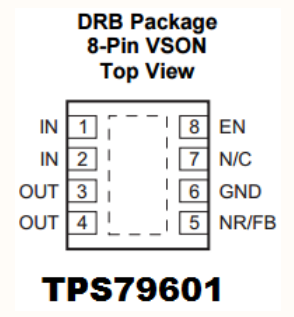 DRB Package
8-Pin VSON
Top View
IN 1 8 EN
IN 2 7 N/C
OUT 3 6 GND
OUT 4 5 NR/FB
TPS79601